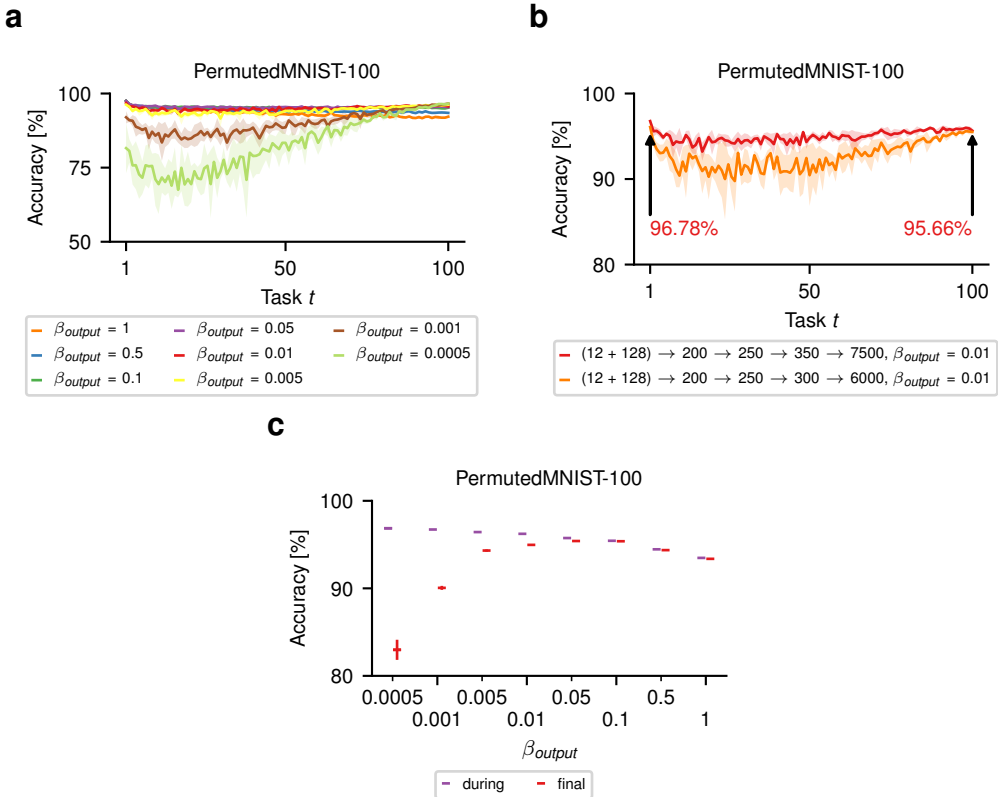 a
PermutedMNIST-100
Accuracy [%]
100
75
50
1
50
100
Task t
β_output = 1
β_output = 0.05
β_output = 0.001
β_output = 0.5
β_output = 0.01
β_output = 0.0005
β_output = 0.1
β_output = 0.005
b
PermutedMNIST-100
Accuracy [%]
100
90
80
96.78%
95.66%
1
50
100
Task t
(12 + 128) → 200 → 250 → 350 → 7500, β_output = 0.01
(12 + 128) → 200 → 250 → 300 → 6000, β_output = 0.01
c
PermutedMNIST-100
Accuracy [%]
100
90
80
0.0005
0.005
0.05
0.5
0.001
0.01
0.1
1
β_output
during
final